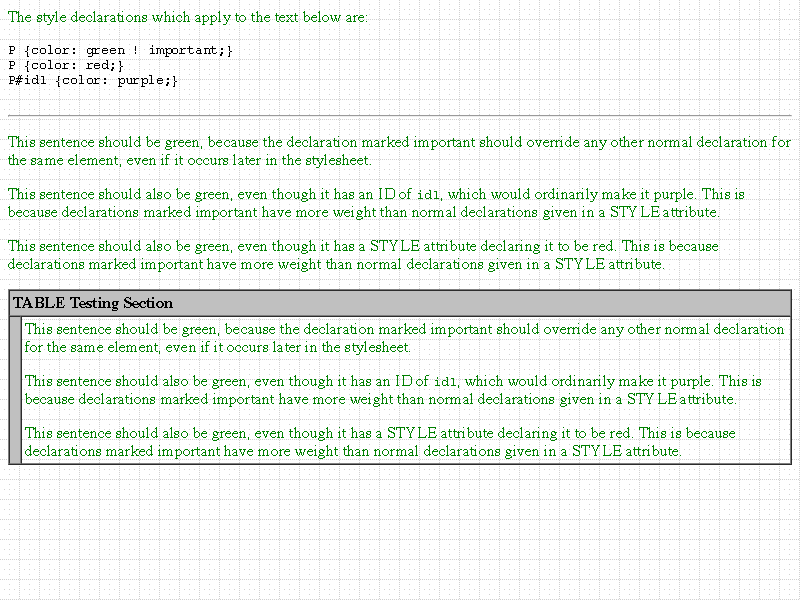 The style declarations which apply to the text below are:
P {color: green ! important;}
P {color: red;}
P#id1 {color: purple;}
This sentence should be green, because the declaration marked important should override any other normal declaration for
the same element, even if it occurs later in the stylesheet.
This sentence should also be green, even though it has an ID of id1, which would ordinarily make it purple. This is
because declarations marked important have more weight than normal declarations given in a STYLE attribute.
This sentence should also be green, even though it has a STYLE attribute declaring it to be red. This is because
declarations marked important have more weight than normal declarations given in a STYLE attribute.
TABLE Testing Section
This sentence should be green, because the declaration marked important should override any other normal declaration
for the same element, even if it occurs later in the stylesheet.
This sentence should also be green, even though it has an ID of id1, which would ordinarily make it purple. This is
because declarations marked important have more weight than normal declarations given in a STYLE attribute.
This sentence should also be green, even though it has a STYLE attribute declaring it to be red. This is because
declarations marked important have more weight than normal declarations given in a STYLE attribute.